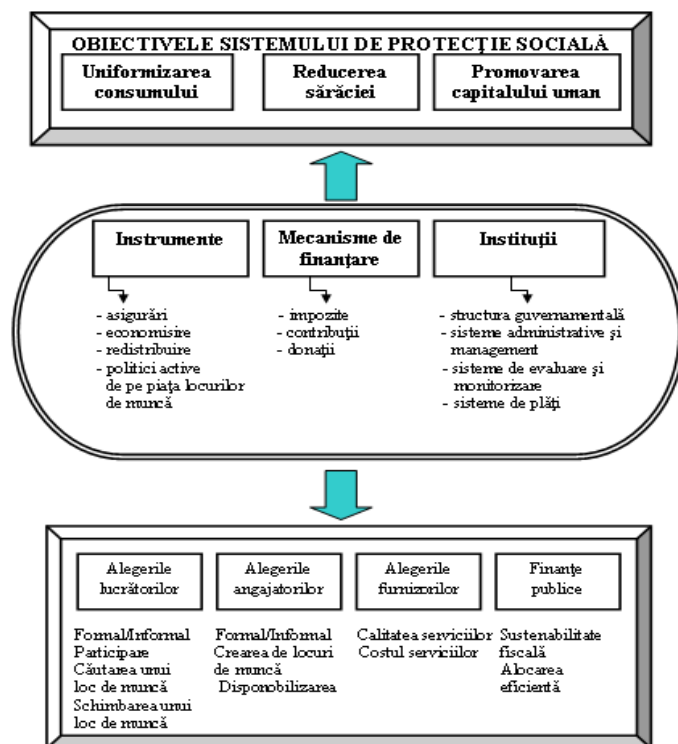 OBIECTIVELE SISTEMULUI DE PROTECŢIE SOCIALĂ
Uniformizarea
consumului
Reducerea
sărăciei
Promovarea
capitalului uman
Instrumente
Mecanisme de
finanţare
Instituţii
- asigurări
- economisire
- redistribuire
- politici active
de pe piaţa locurilor
de muncă
- impozite
- contribuţii
- donaţii
- structura guvernamentală
- sisteme administrative şi
management
- sisteme de evaluare şi
monitorizare
- sisteme de plăţi
Alegerile
lucrătorilor
Alegerile
angajatorilor
Alegerile
furnizorilor
Finanţe
publice
Formal/Informal
Participare
Căutarea unui
loc de muncă
Schimbarea unui
loc de muncă
Formal/Informal
Crearea de locuri
de muncă
Disponobilizarea
Calitatea serviciilor
Costul serviciilor
Sustenabilitate
fiscală
Alocarea
eficientă